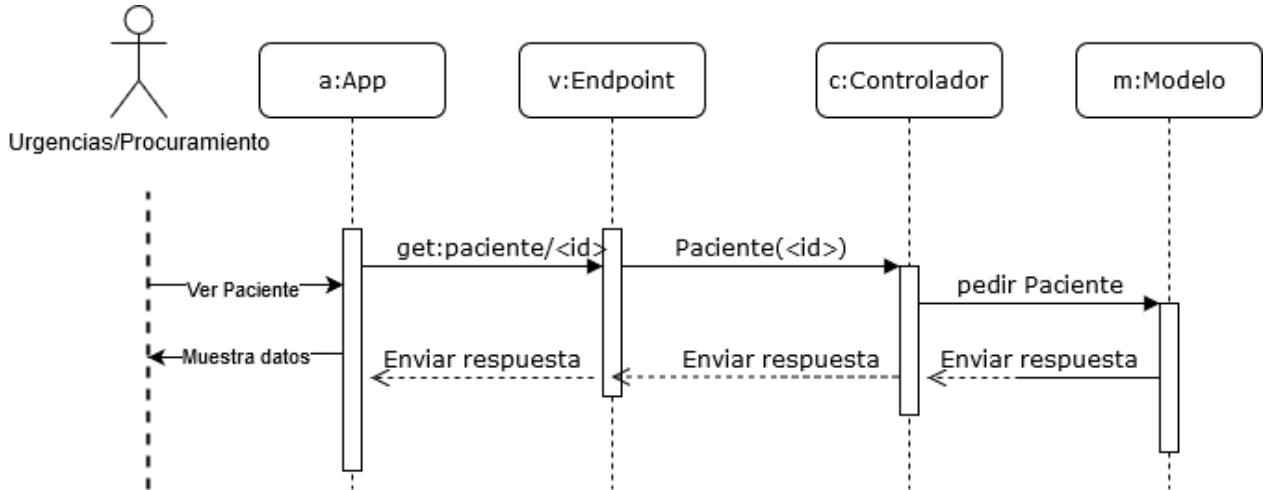 a:App
v:Endpoint
c:Controlador
m:Modelo
Urgencias/Procuramiento
get:paciente/<id>
Paciente(<id>)
Ver Paciente
pedir Paciente
Muestra datos
Enviar respuesta
Enviar respuesta
Enviar respuesta